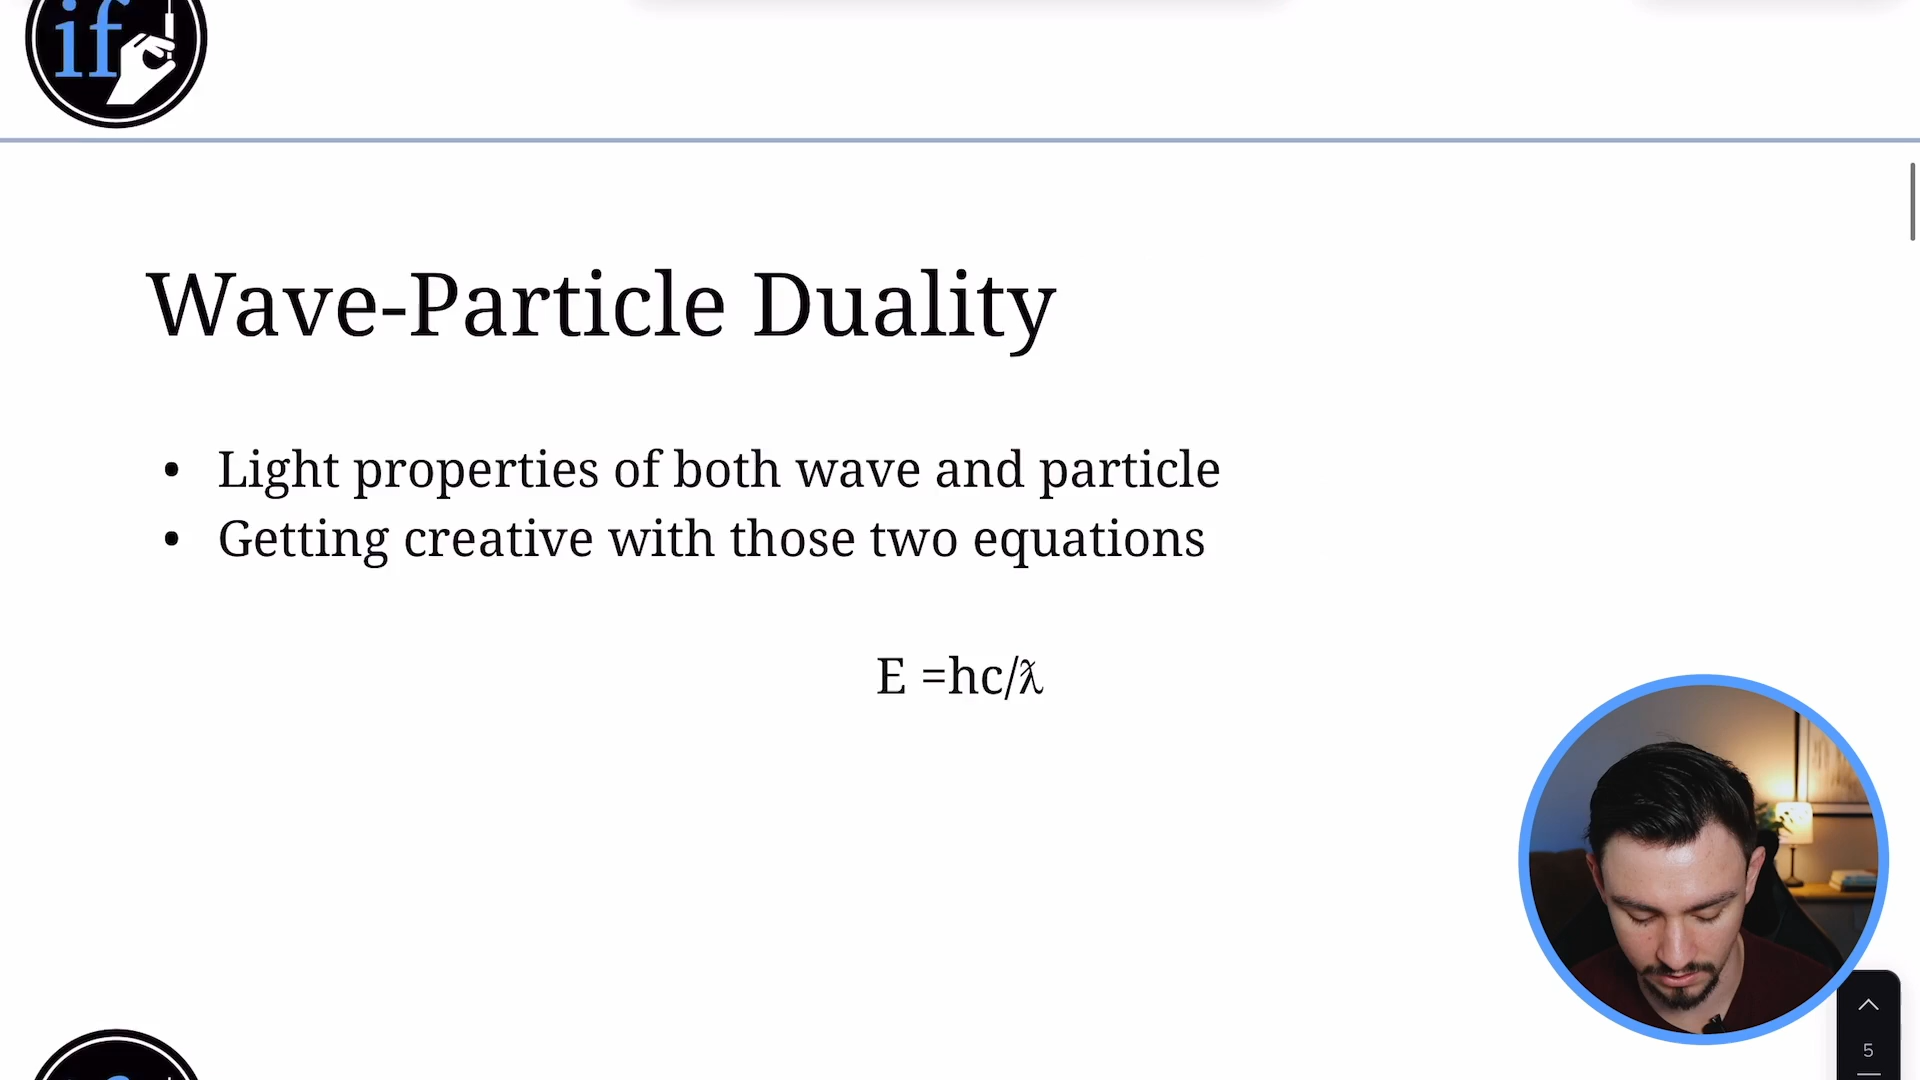 if
Wave-Particle Duality
• Light properties of both wave and particle
• Getting creative with those two equations
E =hc/ƛ
5